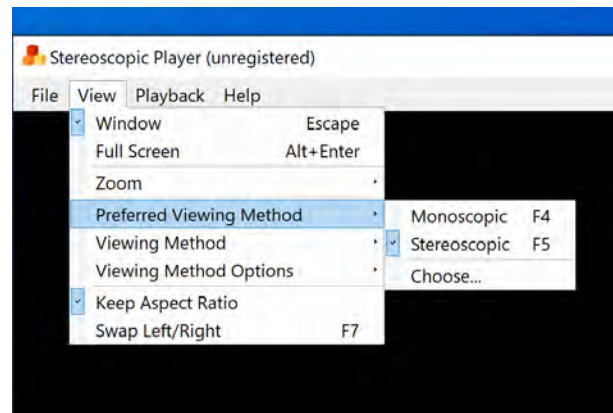 Stereoscopic Player (unregistered)
File View Playback Help
Window Escape
Full Screen Alt+Enter
Zoom
Preferred Viewing Method
Viewing Method
Viewing Method Options
Keep Aspect Ratio
Swap Left/Right F7
Monoscopic F4
Stereoscopic F5
Choose...